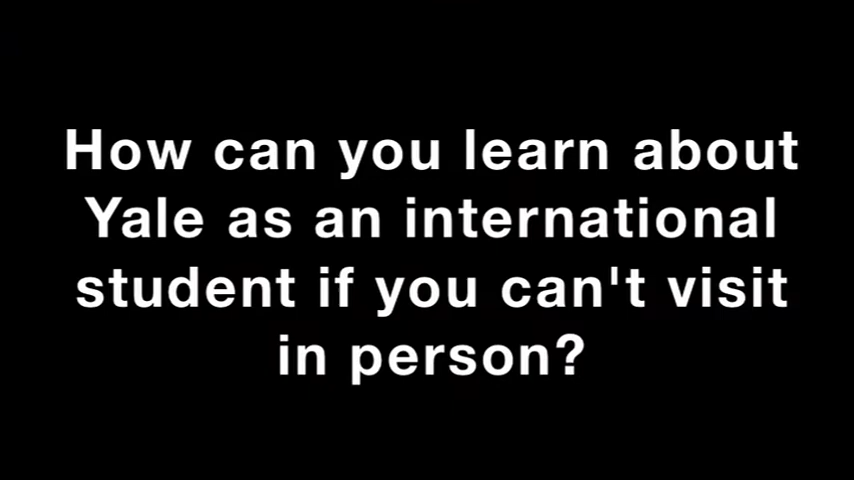 How can you learn about
Yale as an international
student if you can't visit
in person?